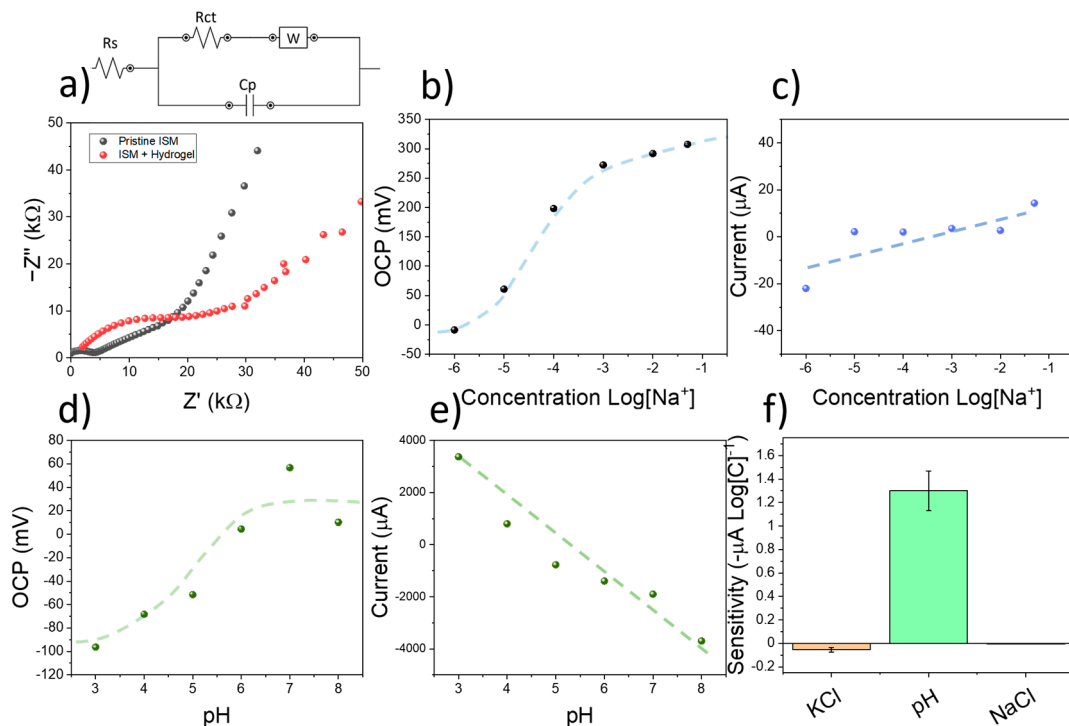 Rct
Rs
W
Cp
a)
b)
c)
Pristine ISM
ISM + Hydrogel
50
40
30
20
10
0
−Z'' (kΩ)
0 10 20 30 40 50
Z' (kΩ)
350
300
250
200
150
100
50
0
-50
OCP (mV)
-6 -5 -4 -3 -2 -1
Concentration Log[Na⁺]
40
20
0
-20
-40
Current (μA)
-6 -5 -4 -3 -2 -1
Concentration Log[Na⁺]
d)
e)
f)
80
60
40
20
0
-20
-40
-60
-80
-100
-120
OCP (mV)
3 4 5 6 7 8
pH
4000
2000
0
-2000
-4000
Current (μA)
3 4 5 6 7 8
pH
1.6
1.4
1.2
1
0.8
0.6
0.4
0.2
0
-0.2
Sensitivity (-μA Log[C]⁻¹)
KCl pH NaCl